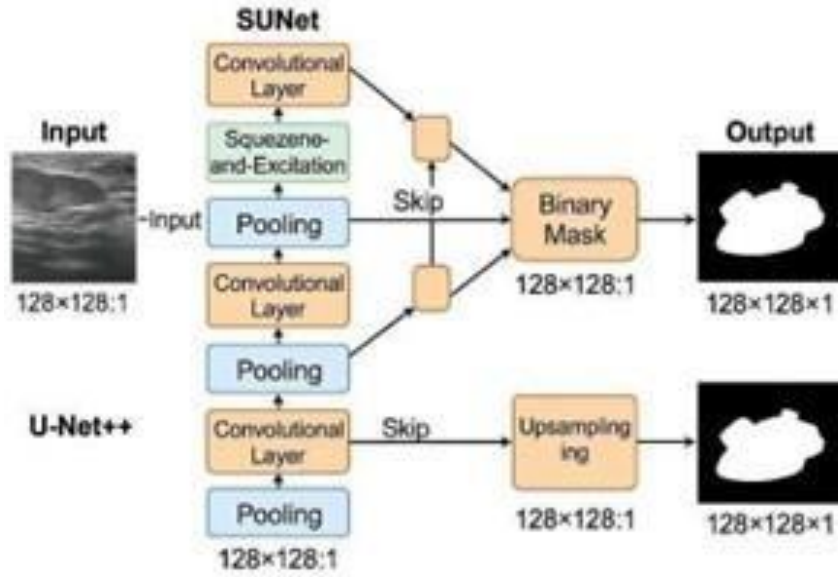 SUNet
Convolutional
Layer
Input
Squezene-
and-Excitation
Output
-Input
Pooling
Skip
Binary
Mask
128×128:1
Convolutional
Layer
128×128:1
128×128×1
Pooling
U-Net++
Convolutional
Layer
Skip
Upsampling
ing
Pooling
128×128:1
128×128:1
128×128×1